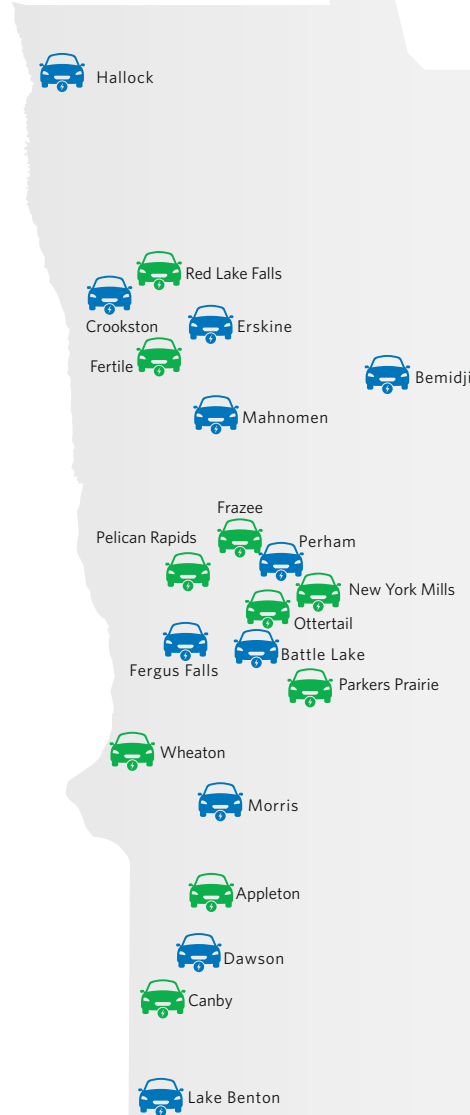 Hallock
Red Lake Falls
Crookston
Erskine
Fertile
Bemidji
Mahnomen
Frazee
Pelican Rapids
Perham
New York Mills
Ottertail
Battle Lake
Fergus Falls
Parkers Prairie
Wheaton
Morris
Appleton
Dawson
Canby
Lake Benton